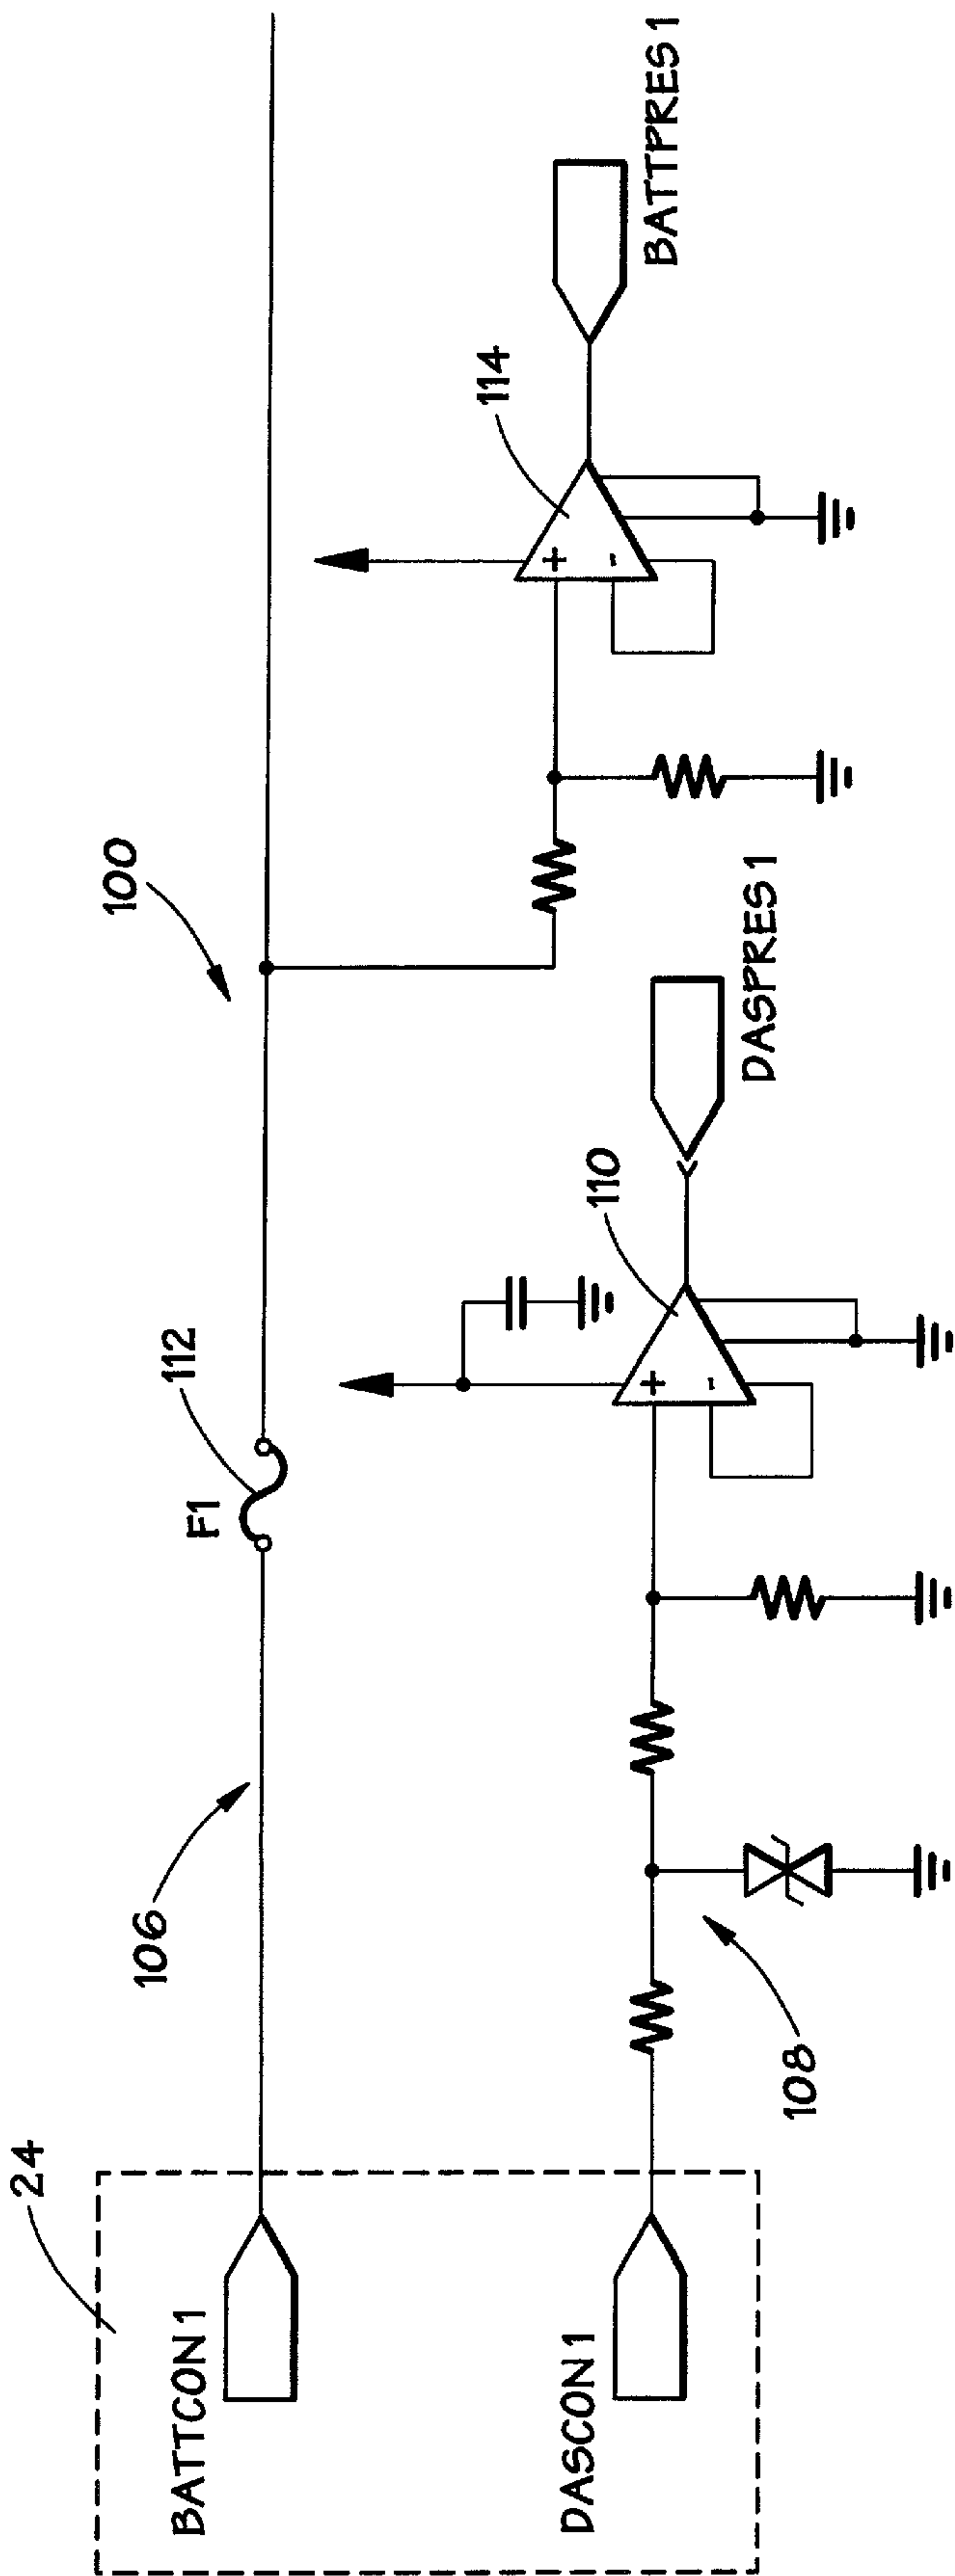 24
BATTCON1
DASCON1
106
108
F1
112
100
110
DASPRES1
114
BATTPRES1
+
-
+
-